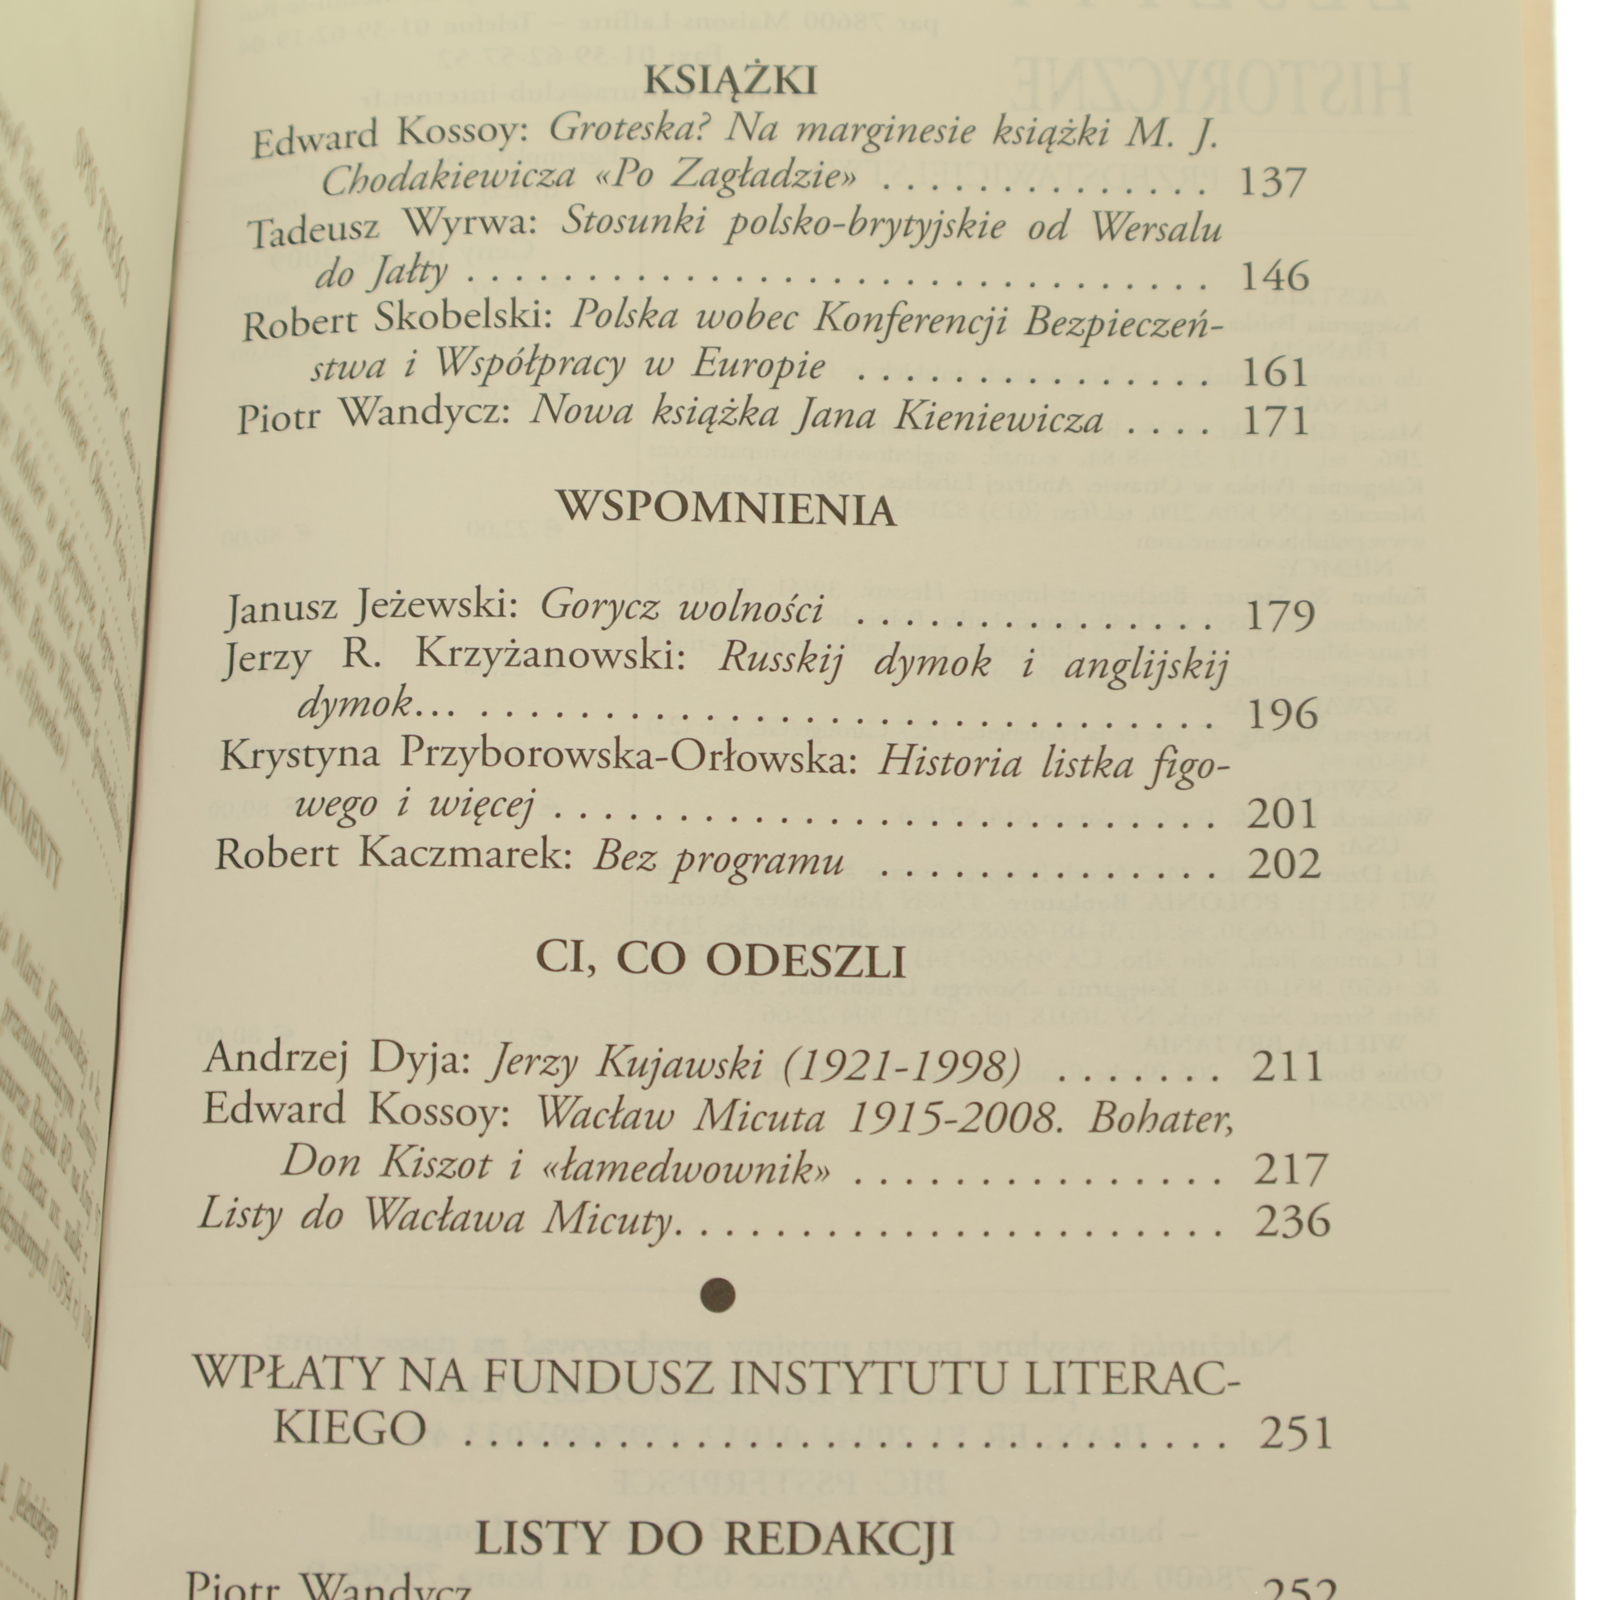 KSIĄŻKI
Edward Kossoy: Groteska? Na marginesie książki M. J.
Chodakiewicza «Po Zagładzie» . . . . . . . . . . . . . . 137
Tadeusz Wyrwa: Stosunki polsko-brytyjskie od Wersalu
do Jałty . . . . . . . . . . . . . . . . . . . . . . . . . . . . . . . 146
Robert Skobelski: Polska wobec Konferencji Bezpieczeń-
stwa i Współpracy w Europie . . . . . . . . . . . . . . . 161
Piotr Wandycz: Nowa książka Jana Kieniewicza . . . . 171
WSPOMNIENIA
Janusz Jeżewski: Gorycz wolności . . . . . . . . . . . . . . . 179
Jerzy R. Krzyżanowski: Russkij dymok i anglijskij
dymok... . . . . . . . . . . . . . . . . . . . . . . . . . . . . . . . 196
Krystyna Przyborowska-Orłowska: Historia listka figo-
wego i więcej . . . . . . . . . . . . . . . . . . . . . . . . . . . 201
Robert Kaczmarek: Bez programu . . . . . . . . . . . . . . 202
CI, CO ODESZLI
Andrzej Dyja: Jerzy Kujawski (1921-1998) . . . . . . . 211
Edward Kossoy: Wacław Micuta 1915-2008. Bohater,
Don Kiszot i «łamedwownik» . . . . . . . . . . . . . . . 217
Listy do Wacława Micuty. . . . . . . . . . . . . . . . . . . . . . 236
●
WPŁATY NA FUNDUSZ INSTYTUTU LITERAC-
KIEGO . . . . . . . . . . . . . . . . . . . . . . . . . . . . . . . . 251
LISTY DO REDAKCJI
Piotr Wandycz 252